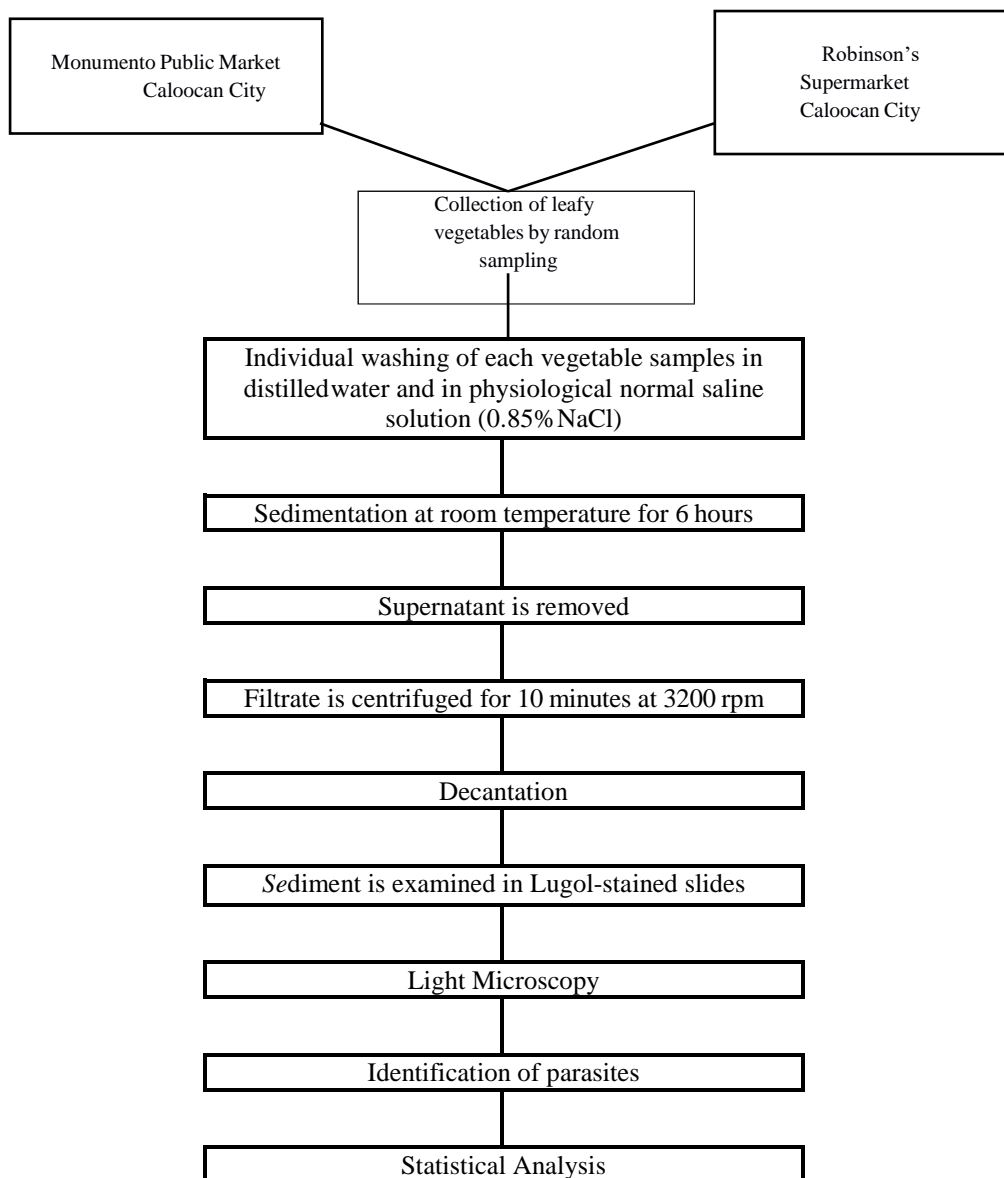 Monumento Public Market
Caloocan City
Robinson's
Supermarket
Caloocan City
Collection of leafy
vegetables by random
sampling
Individual washing of each vegetable samples in
distilled water and in physiological normal saline
solution (0.85% NaCl)
Sedimentation at room temperature for 6 hours
Supernatant is removed
Filtrate is centrifuged for 10 minutes at 3200 rpm
Decantation
Sediment is examined in Lugol-stained slides
Light Microscopy
Identification of parasites
Statistical Analysis